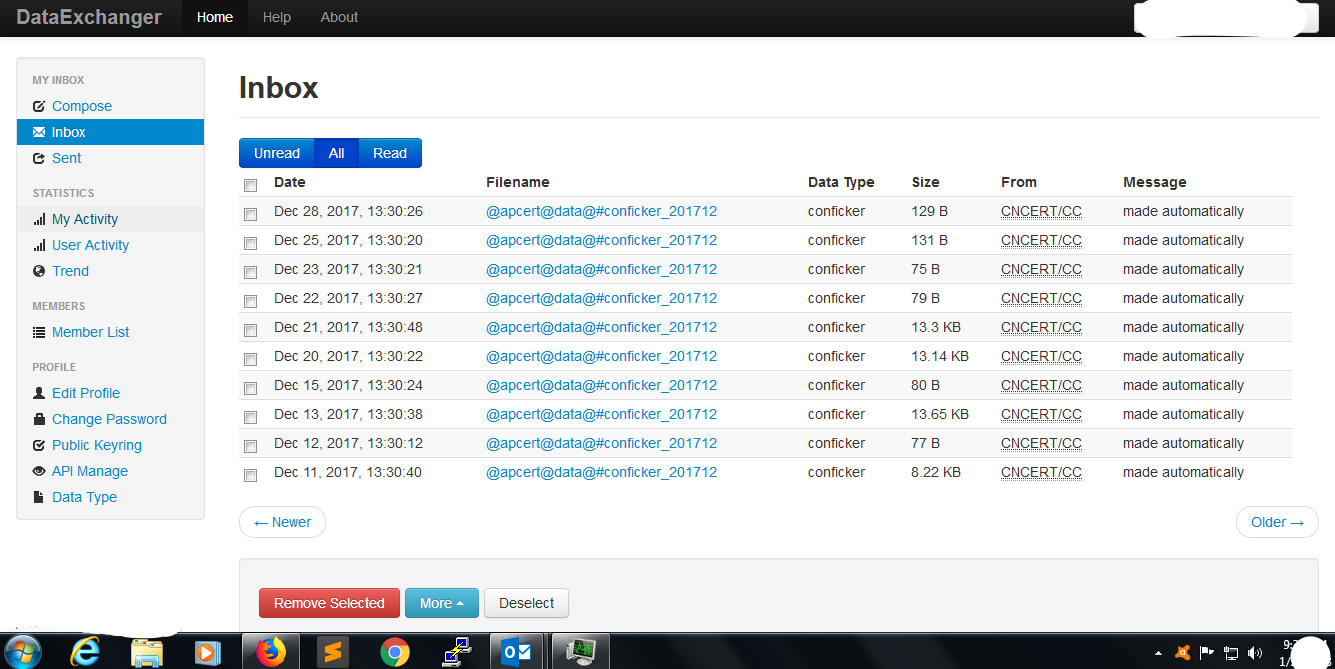 DataExchanger Home Help About
MY INBOX
Compose
Inbox
Sent
STATISTICS
My Activity
User Activity
Trend
MEMBERS
Member List
PROFILE
Edit Profile
Change Password
Public Keyring
API Manage
Data Type
Inbox
Unread All Read
Date Filename Data Type Size From Message
Dec 28, 2017, 13:30:26 @apcert@data@#conficker_201712 conficker 129 B CNCERT/CC made automatically
Dec 25, 2017, 13:30:20 @apcert@data@#conficker_201712 conficker 131 B CNCERT/CC made automatically
Dec 23, 2017, 13:30:21 @apcert@data@#conficker_201712 conficker 75 B CNCERT/CC made automatically
Dec 22, 2017, 13:30:27 @apcert@data@#conficker_201712 conficker 79 B CNCERT/CC made automatically
Dec 21, 2017, 13:30:48 @apcert@data@#conficker_201712 conficker 13.3 KB CNCERT/CC made automatically
Dec 20, 2017, 13:30:22 @apcert@data@#conficker_201712 conficker 13.14 KB CNCERT/CC made automatically
Dec 15, 2017, 13:30:24 @apcert@data@#conficker_201712 conficker 80 B CNCERT/CC made automatically
Dec 13, 2017, 13:30:38 @apcert@data@#conficker_201712 conficker 13.65 KB CNCERT/CC made automatically
Dec 12, 2017, 13:30:12 @apcert@data@#conficker_201712 conficker 77 B CNCERT/CC made automatically
Dec 11, 2017, 13:30:40 @apcert@data@#conficker_201712 conficker 8.22 KB CNCERT/CC made automatically
← Newer Older →
Remove Selected More Deselect